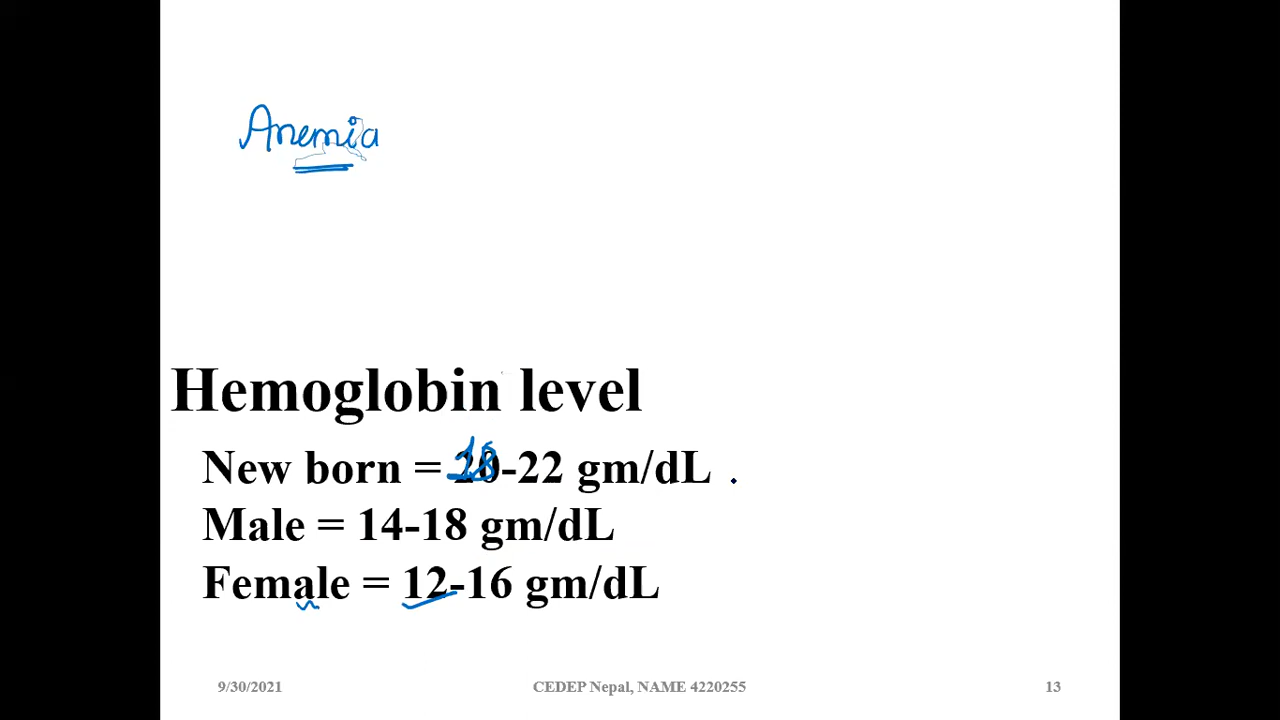 Anemia
Hemoglobin level
New born = 20-22 gm/dL
18
Male = 14-18 gm/dL
Female = 12-16 gm/dL
9/30/2021 CEDEP Nepal, NAME 4220255 13